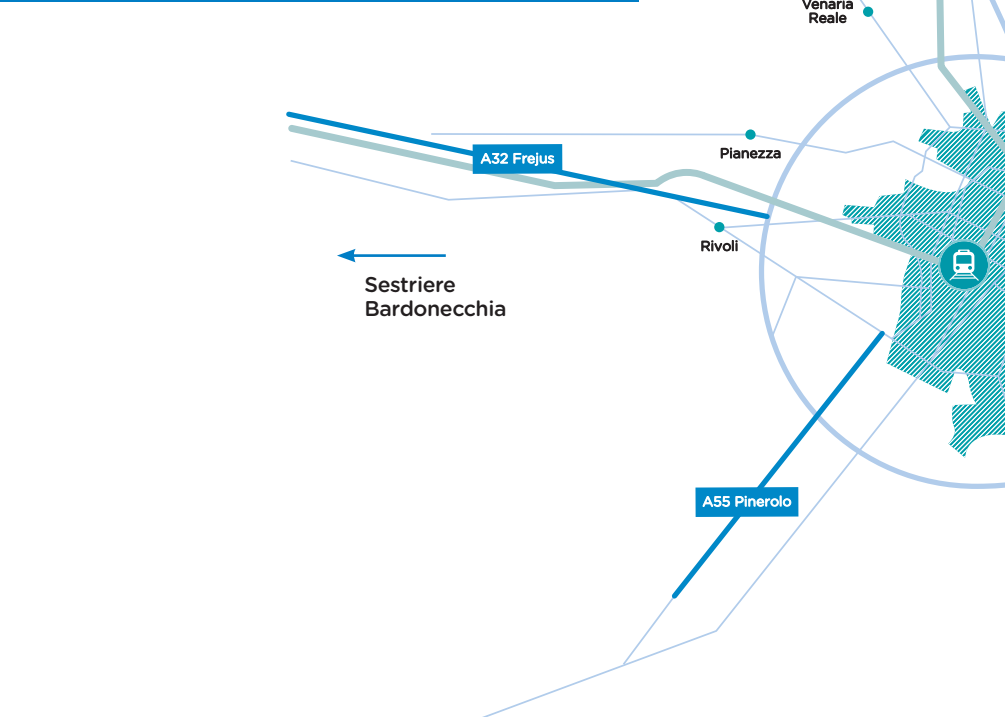 Venaria
Reale
Pianezza
A32 Frejus
Rivoli
Sestriere
Bardonecchia
A55 Pinerolo